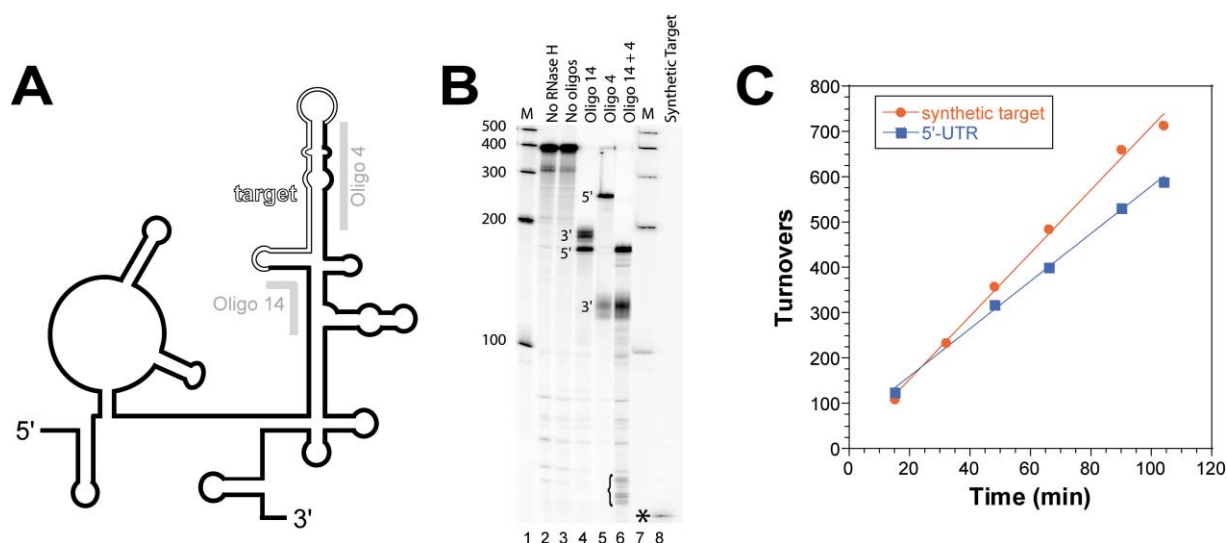 A
target
Oligo 4
Oligo 14
5'
3'
B
M
No RNase H
No oligos
Oligo 14
Oligo 4
Oligo 14 + 4
M
Synthetic Target
500
400
300
200
100
5'
3'
5'
3'
*
1 2 3 4 5 6 7 8
C
synthetic target
5'-UTR
Turnovers
800
700
600
500
400
300
200
100
0
0 20 40 60 80 100 120
Time (min)